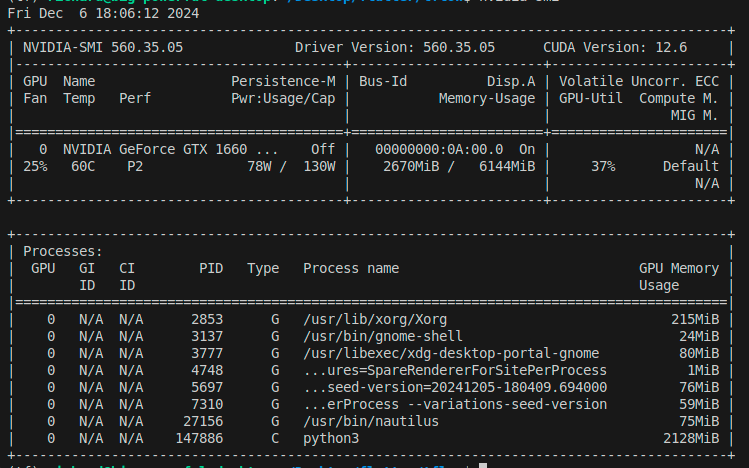 Fri Dec  6 18:06:12 2024
+-----------------------------------------------------------------------------------------+
| NVIDIA-SMI 560.35.05              Driver Version: 560.35.05      CUDA Version: 12.6     |
|-----------------------------------------+------------------------+----------------------+
| GPU  Name                 Persistence-M | Bus-Id          Disp.A | Volatile Uncorr. ECC |
| Fan  Temp   Perf          Pwr:Usage/Cap |           Memory-Usage | GPU-Util  Compute M. |
|                                         |                        |               MIG M. |
|=========================================+========================+======================|
|   0  NVIDIA GeForce GTX 1660 ...    Off |   00000000:0A:00.0  On |                  N/A |
| 25%   60C    P2             78W /  130W |    2670MiB /   6144MiB |     37%      Default |
|                                         |                        |                  N/A |
+-----------------------------------------+------------------------+----------------------+
+-----------------------------------------------------------------------------------------+
| Processes:                                                                              |
|  GPU   GI   CI        PID   Type   Process name                              GPU Memory |
|        ID   ID                                                               Usage      |
|=========================================================================================|
|    0   N/A  N/A      2853      G   /usr/lib/xorg/Xorg                            215MiB |
|    0   N/A  N/A      3137      G   /usr/bin/gnome-shell                           24MiB |
|    0   N/A  N/A      3777      G   /usr/libexec/xdg-desktop-portal-gnome          80MiB |
|    0   N/A  N/A      4748      G   ...ures=SpareRendererForSitePerProcess          1MiB |
|    0   N/A  N/A      5697      G   ...seed-version=20241205-180409.694000         76MiB |
|    0   N/A  N/A      7310      G   ...erProcess --variations-seed-version         59MiB |
|    0   N/A  N/A     27156      G   /usr/bin/nautilus                              75MiB |
|    0   N/A  N/A    147886      C   python3                                      2128MiB |
+-----------------------------------------------------------------------------------------+